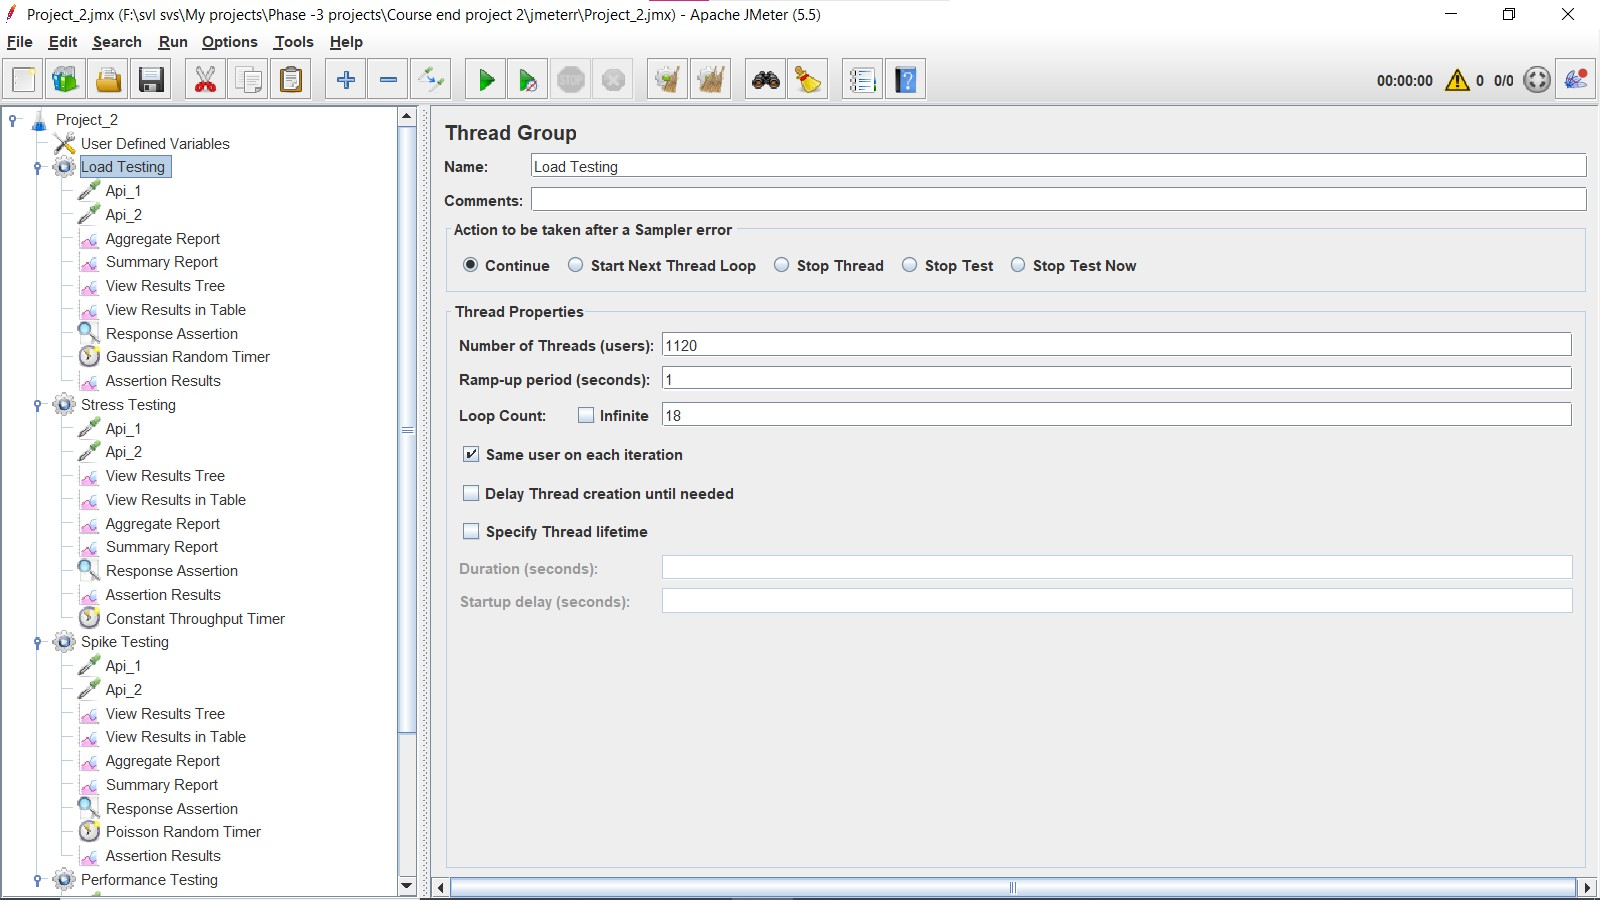 Project_2.jmx (F:\svl svs\My projects\Phase -3 projects\Course end project 2\jmeterr\Project_2.jmx) - Apache JMeter (5.5)
File Edit Search Run Options Tools Help
STOP
00:00:00 0 0/0
Project_2
User Defined Variables
Load Testing
Api_1
Api_2
Aggregate Report
Summary Report
View Results Tree
View Results in Table
Response Assertion
Gaussian Random Timer
Assertion Results
Stress Testing
Api_1
Api_2
View Results Tree
View Results in Table
Aggregate Report
Summary Report
Response Assertion
Assertion Results
Constant Throughput Timer
Spike Testing
Api_1
Api_2
View Results Tree
View Results in Table
Aggregate Report
Summary Report
Response Assertion
Poisson Random Timer
Assertion Results
Performance Testing
Thread Group
Name: Load Testing
Comments:
Action to be taken after a Sampler error
Continue Start Next Thread Loop Stop Thread Stop Test Stop Test Now
Thread Properties
Number of Threads (users): 1120
Ramp-up period (seconds): 1
Loop Count: Infinite 18
Same user on each iteration
Delay Thread creation until needed
Specify Thread lifetime
Duration (seconds):
Startup delay (seconds):